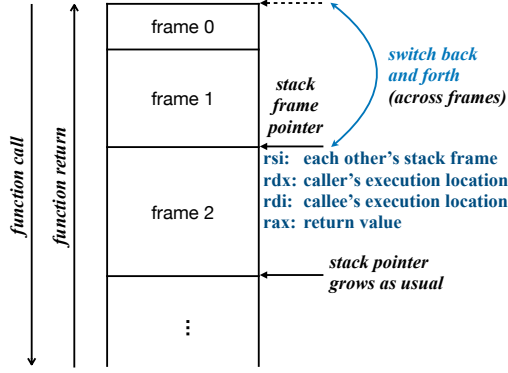 function call
function return
frame 0
frame 1
frame 2
⋮
switch back
and forth
(across frames)
stack
frame
pointer
rsi: each other's stack frame
rdx: caller's execution location
rdi: callee's execution location
rax: return value
stack pointer
grows as usual